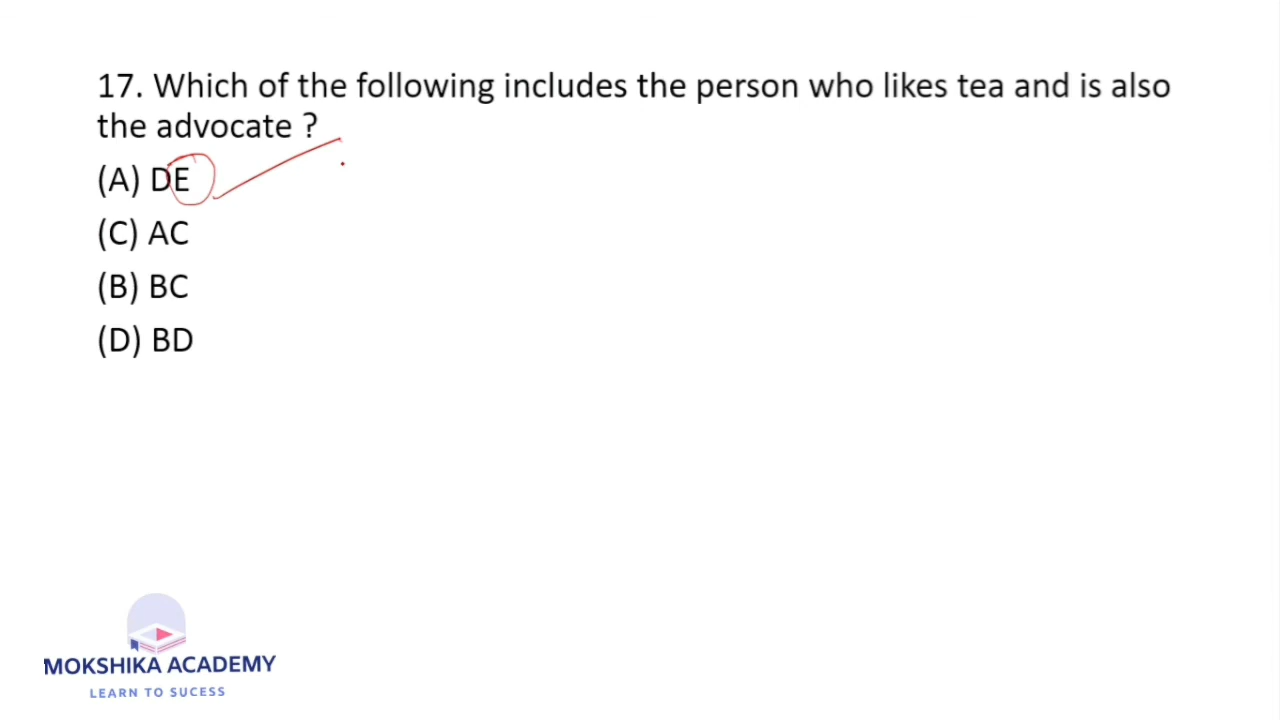 17. Which of the following includes the person who likes tea and is also
the advocate ?
(A) DE
(C) AC
(B) BC
(D) BD
MOKSHIKA ACADEMY
LEARN TO SUCESS